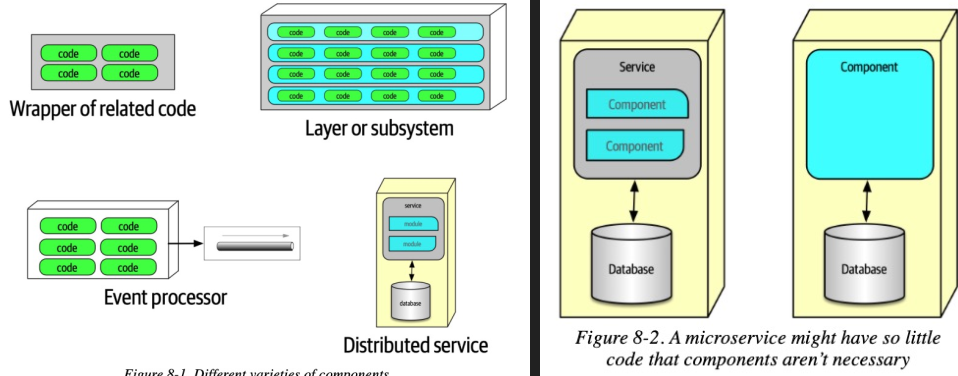 code code
code code
Wrapper of related code
code code code code
code code code code
code code code code
code code code code
Layer or subsystem
code code
code code
code code
Event processor
service
module
module
database
Distributed service
Figure 8-1. Different varieties of components
Service
Component
Component
Database
Component
Database
Figure 8-2. A microservice might have so little
code that components aren't necessary